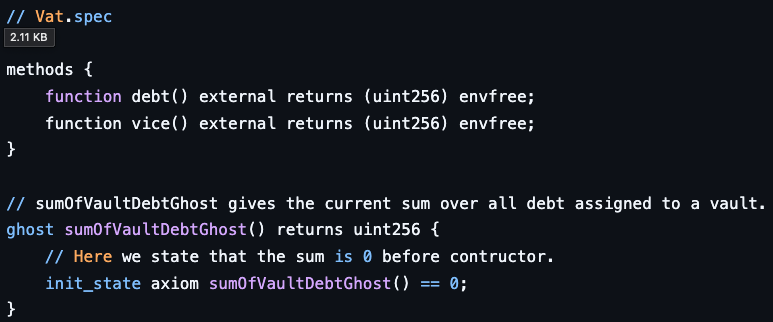 // Vat.spec
2.11 KB
methods {
    function debt() external returns (uint256) envfree;
    function vice() external returns (uint256) envfree;
}
// sumOfVaultDebtGhost gives the current sum over all debt assigned to a vault.
ghost sumOfVaultDebtGhost() returns uint256 {
    // Here we state that the sum is 0 before contructor.
    init_state axiom sumOfVaultDebtGhost() == 0;
}